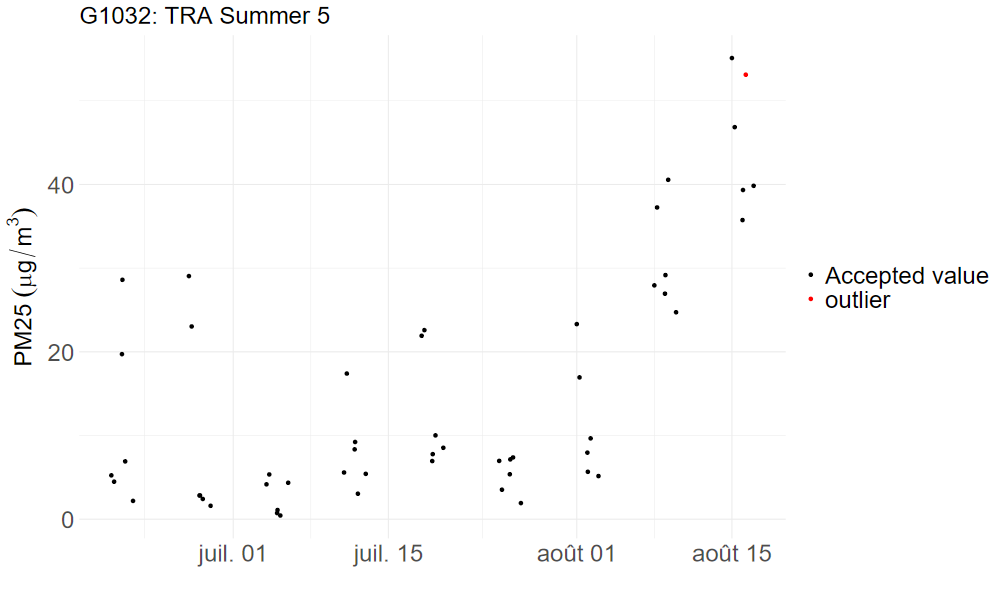 G1032: TRA Summer 5
PM25 (μg/m³)
40
20
0
juil. 01 juil. 15 août 01 août 15
Accepted value
outlier